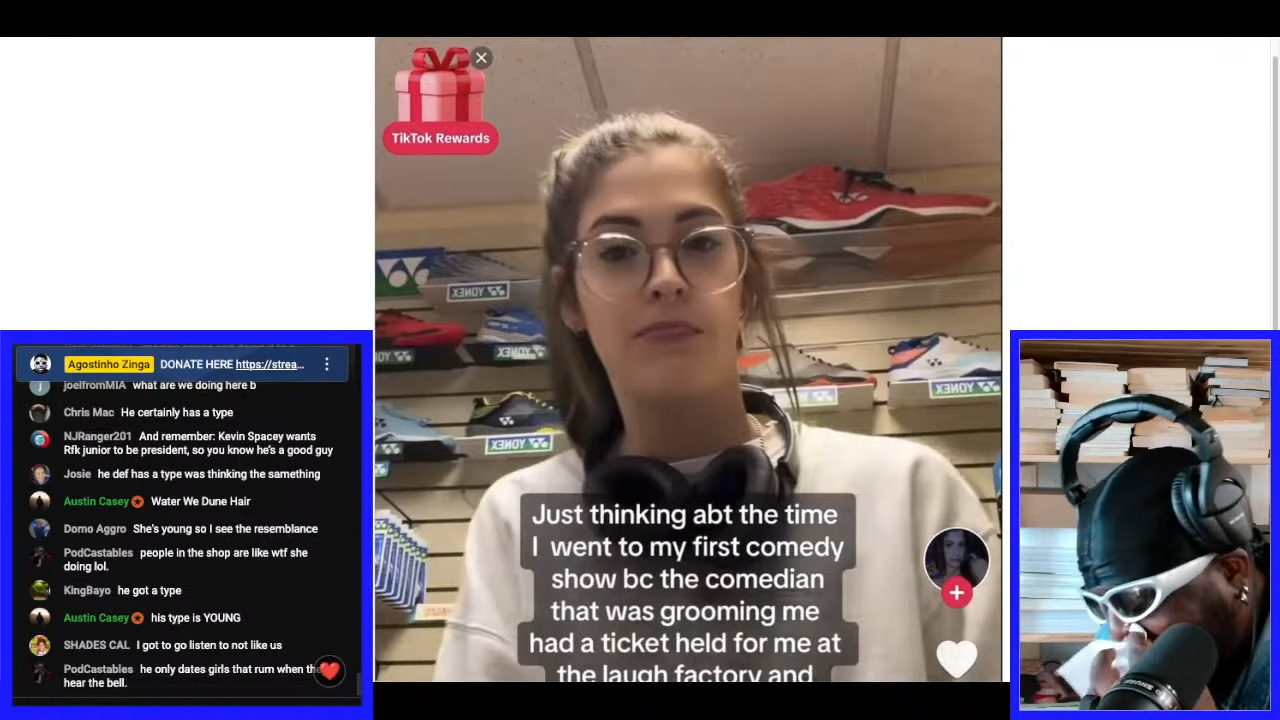 TikTok Rewards
YONEX
YONEX
YONEX
YONEX
Just thinking abt the time
I went to my first comedy
show bc the comedian
that was grooming me
had a ticket held for me at
the laugh factory and
Agostinho Zinga DONATE HERE https://strea...
joelfromMIA what are we doing here b
Chris Mac He certainly has a type
NJRanger201 And remember: Kevin Spacey wants
Rfk junior to be president, so you know he's a good guy
Josie he def has a type was thinking the samething
Austin Casey Water We Dune Hair
Domo Aggro She's young so I see the resemblance
PodCastables people in the shop are like wtf she
doing lol.
KingBayo he got a type
Austin Casey his type is YOUNG
SHADES CAL I got to go listen to not like us
PodCastables he only dates girls that rum when the
hear the bell.